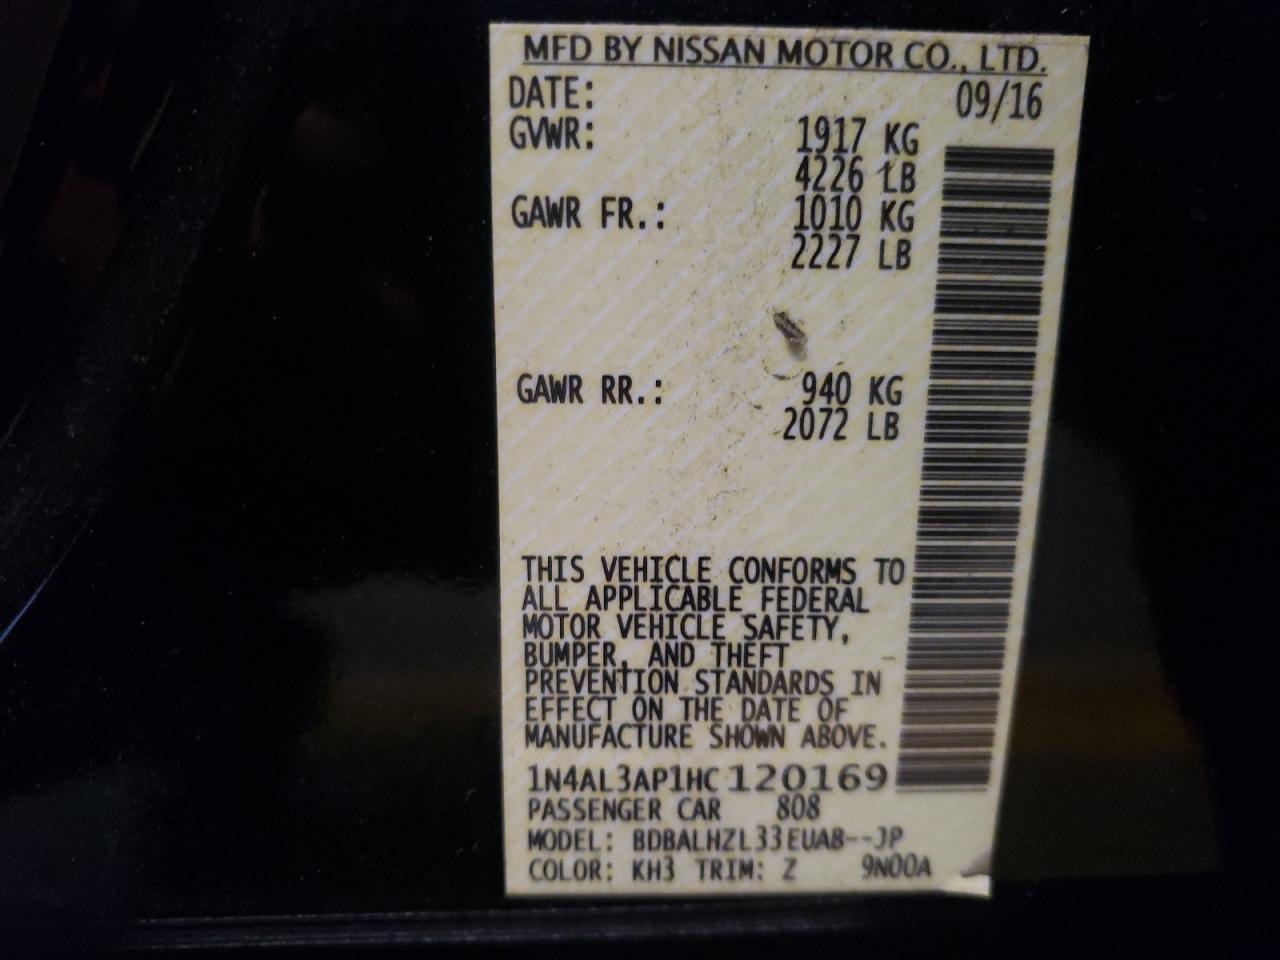 MFD BY NISSAN MOTOR CO., LTD.
DATE: 09/16
GVWR: 1917 KG
4226 LB
GAWR FR.: 1010 KG
2227 LB
GAWR RR.: 940 KG
2072 LB
THIS VEHICLE CONFORMS TO
ALL APPLICABLE FEDERAL
MOTOR VEHICLE SAFETY,
BUMPER, AND THEFT
PREVENTION STANDARDS IN
EFFECT ON THE DATE OF
MANUFACTURE SHOWN ABOVE.
1N4AL3AP1HC120169
PASSENGER CAR 808
MODEL: BDBALHZL33EUAB--JP
COLOR: KH3 TRIM: Z 9N00A